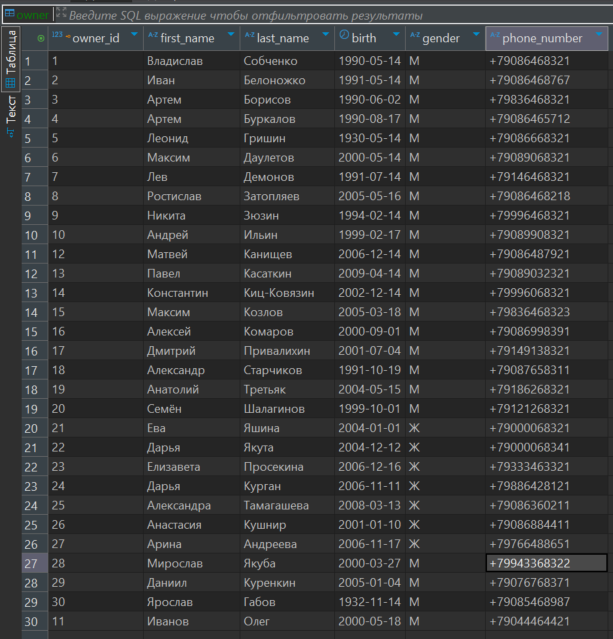 owner Введите SQL выражение чтобы отфильтровать результаты
Таблица
Текст
123 owner_id A-Z first_name A-Z last_name birth A-Z gender A-Z phone_number
1 1 Владислав Собченко 1990-05-14 М +79086468321
2 2 Иван Белоножко 1991-05-14 М +79086468767
3 3 Артем Борисов 1990-06-02 М +79836468321
4 4 Артем Буркалов 1990-08-17 М +79086465712
5 5 Леонид Гришин 1930-05-14 М +79086668321
6 6 Максим Даулетов 2000-05-14 М +79089068321
7 7 Лев Демонов 1991-07-14 М +79146468321
8 8 Ростислав Затопляев 2005-05-16 М +79086468218
9 9 Никита Зюзин 1994-02-14 М +79996468321
10 10 Андрей Ильин 1999-02-17 М +79089908321
11 12 Матвей Канищев 2006-12-14 М +79086487921
12 13 Павел Касаткин 2009-04-14 М +79089032321
13 14 Константин Киц-Ковязин 2002-12-14 М +79996068321
14 15 Максим Козлов 2005-03-18 М +79836468323
15 16 Алексей Комаров 2000-09-01 М +79086998391
16 17 Дмитрий Привалихин 2001-07-04 М +79149138321
17 18 Александр Старчиков 1991-10-19 М +79087658311
18 19 Анатолий Третьяк 2004-05-15 М +79186268321
19 20 Семён Шалагинов 1999-10-01 М +79121268321
20 21 Ева Яшина 2004-01-01 Ж +79000068321
21 22 Дарья Якута 2004-12-12 Ж +79000068341
22 23 Елизавета Просекина 2006-12-16 Ж +79333463321
23 24 Дарья Курган 2006-11-11 Ж +79886428121
24 25 Александра Тамагашева 2008-03-13 Ж +79086360211
25 26 Анастасия Кушнир 2001-01-10 Ж +79086884411
26 27 Арина Андреева 2006-11-17 Ж +79766488651
27 28 Мирослав Якуба 2000-03-27 М +79943368322
28 29 Даниил Куренкин 2005-01-04 М +79076768371
29 30 Ярослав Габов 1932-11-14 М +79085468987
30 11 Иванов Олег 2000-05-18 М +79044464421